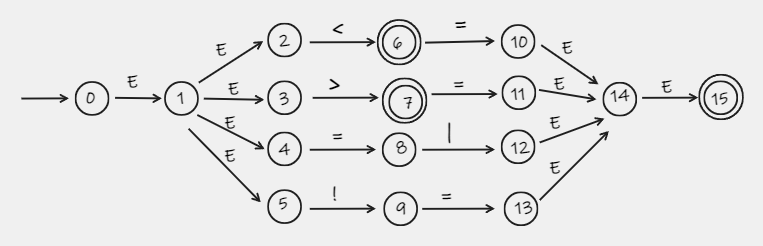 E 2 < 6 = 10 E
0 E 1 E 3 > 7 = 11 E 14 E 15
E 4 = 8 | 12 E
E 5 ! 9 = 13 E